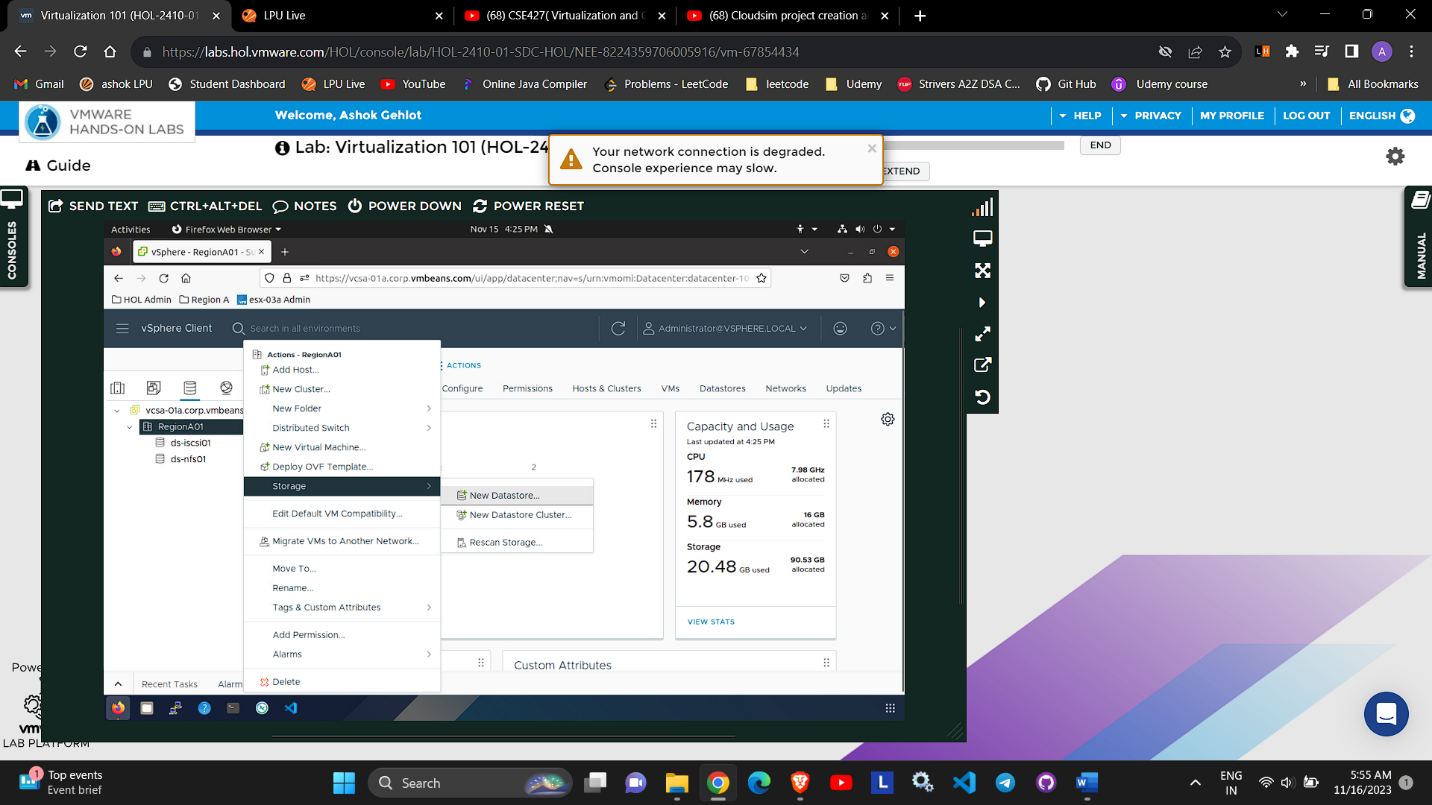 Virtualization 101 (HOL-2410-01
LPU Live
(68) CSE427( Virtualization and C
(68) Cloudsim project creation a
https://labs.hol.vmware.com/HOL/console/lab/HOL-2410-01-SDC-HOL/NEE-8224359706005916/vm-67854434
A
Gmail
ashok LPU
Student Dashboard
LPU Live
YouTube
Online Java Compiler
Problems - LeetCode
leetcode
Udemy
Strivers A2Z DSA C...
Git Hub
Udemy course
»
All Bookmarks
VMWARE
HANDS-ON LABS
Welcome, Ashok Gehlot
HELP
PRIVACY
MY PROFILE
LOG OUT
ENGLISH
Guide
Lab: Virtualization 101 (HOL-24
Your network connection is degraded.
Console experience may slow.
END
EXTEND
CONSOLES
MANUAL
SEND TEXT
CTRL+ALT+DEL
NOTES
POWER DOWN
POWER RESET
Activities
Firefox Web Browser
Nov 15 4:25 PM
vSphere - RegionA01 - Su
https://vcsa-01a.corp.vmbeans.com/ui/app/datacenter;nav=s/urn:vmomi:Datacenter:datacenter-10
HOL Admin
Region A
esx-03a Admin
vSphere Client
Search in all environments
Administrator@VSPHERE.LOCAL
ACTIONS
Configure
Permissions
Hosts & Clusters
VMs
Datastores
Networks
Updates
vcsa-01a.corp.vmbeans
RegionA01
ds-iscsi01
ds-nfs01
Actions - RegionA01
Add Host...
New Cluster...
New Folder
Distributed Switch
New Virtual Machine...
Deploy OVF Template...
Storage
Edit Default VM Compatibility...
Migrate VMs to Another Network...
Move To...
Rename...
Tags & Custom Attributes
Add Permission...
Alarms
Delete
2
New Datastore...
New Datastore Cluster...
Rescan Storage...
Capacity and Usage
Last updated at 4:25 PM
CPU
178 MHz used
7.98 GHz
allocated
Memory
5.8 GB used
16 GB
allocated
Storage
20.48 GB used
90.53 GB
allocated
VIEW STATS
Custom Attributes
Recent Tasks
Alarm
Powe
vmw
LAB PLATFORM
1
Top events
Event brief
Search
ENG
IN
5:55 AM
11/16/2023
1